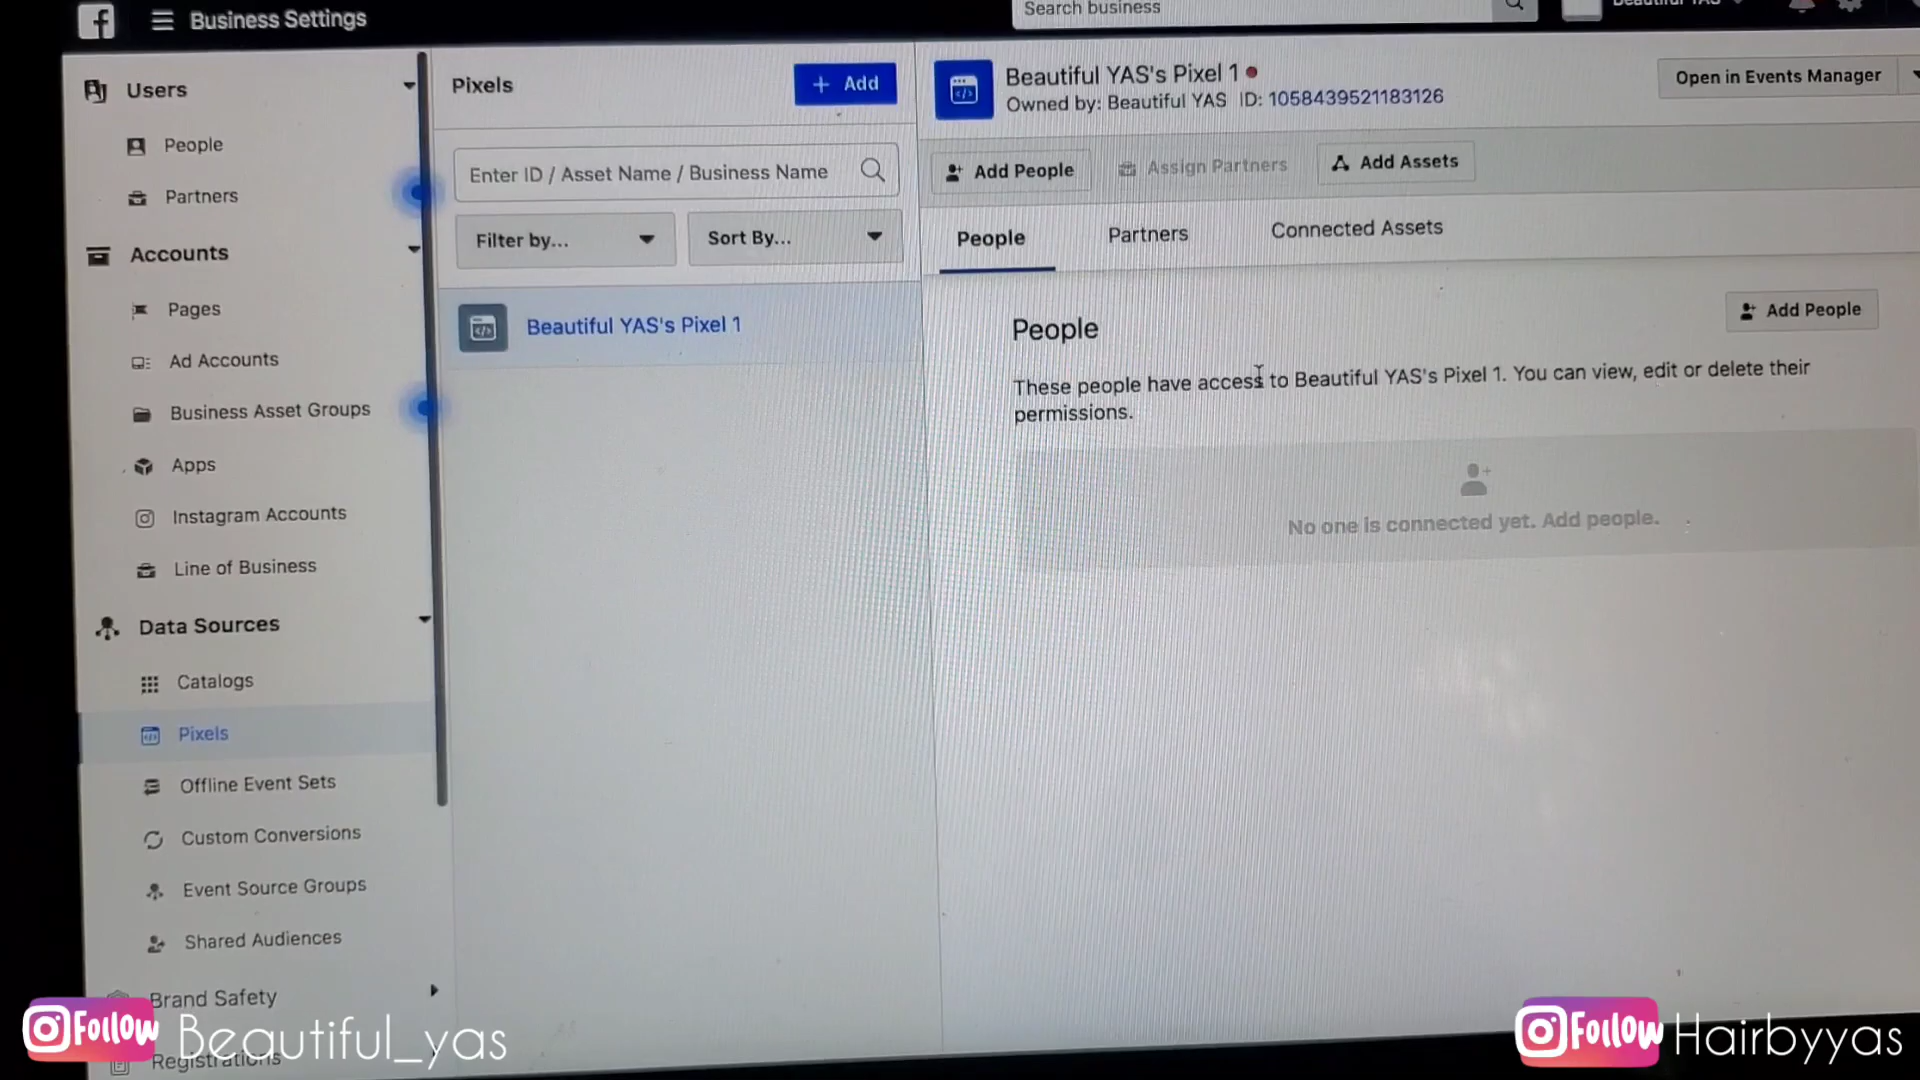 Business Settings
Search business
Users
People
Partners
Accounts
Pages
Ad Accounts
Business Asset Groups
Apps
Instagram Accounts
Line of Business
Data Sources
Catalogs
Pixels
Offline Event Sets
Custom Conversions
Event Source Groups
Shared Audiences
Brand Safety
Registrations
Pixels
+ Add
Enter ID / Asset Name / Business Name
Filter by...
Sort By...
Beautiful YAS's Pixel 1
Beautiful YAS's Pixel 1
Owned by: Beautiful YAS ID: 1058439521183126
Open in Events Manager
Add People
Assign Partners
Add Assets
People
Partners
Connected Assets
People
Add People
These people have access to Beautiful YAS's Pixel 1. You can view, edit or delete their
permissions.
No one is connected yet. Add people.
Follow Beautiful_yas
Follow Hairbyyas